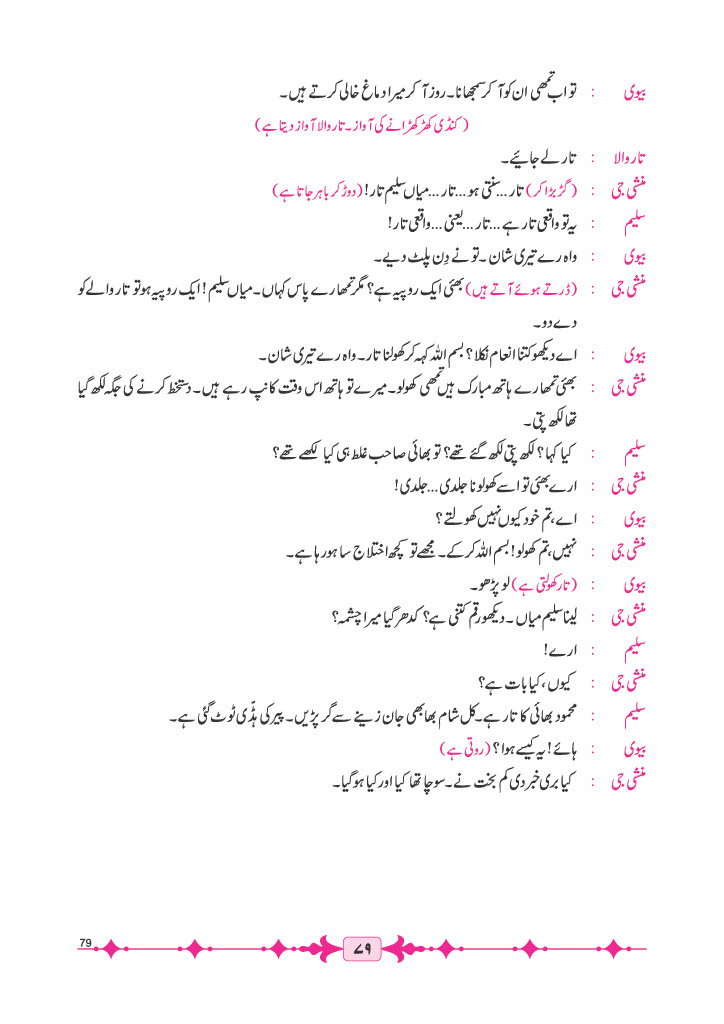 بیوی : تو اب تمھی ان کو آ کر سمجھانا۔ روز آ کر میرا دماغ خالی کرتے ہیں۔
(کنڈی کھڑکھڑانے کی آواز۔ تار والا آواز دیتا ہے)
تار والا : تار لے جائیے۔
منشی جی : (گڑبڑا کر) تار... سنتی ہو... تار... میاں سلیم تار! (دوڑ کر باہر جاتا ہے)
سلیم : یہ تو واقعی تار ہے... تار... یعنی... واقعی تار!
بیوی : واہ رے تیری شان۔ تو نے دِن پلٹ دیے۔
منشی جی : (ڈرتے ہوئے آتے ہیں) بھئی ایک روپیہ ہے؟ مگر تمھارے پاس کہاں۔ میاں سلیم! ایک روپیہ ہو تو تار والے کو
دے دو۔
بیوی : اے دیکھو کتنا انعام نکلا؟ بسم اللہ کہہ کر کھولنا تار۔ واہ رے تیری شان۔
منشی جی : بھئی تمھارے ہاتھ مبارک ہیں تمھی کھولو۔ میرے تو ہاتھ اس وقت کانپ رہے ہیں۔ دستخط کرنے کی جگہ لکھ گیا
تھا لکھ پتی۔
سلیم : کیا کہا؟ لکھ پتی لکھ گئے تھے؟ تو بھائی صاحب غلط ہی کیا لکھے تھے؟
منشی جی : ارے بھئی تو اسے کھولو نا جلدی... جلدی!
بیوی : اے، تم خود کیوں نہیں کھولتے؟
منشی جی : نہیں، تم کھولو! بسم اللہ کر کے۔ مجھے تو کچھ اختلاج سا ہو رہا ہے۔
بیوی : (تار کھولتی ہے) لو پڑھو۔
منشی جی : لینا سلیم میاں۔ دیکھو رقم کتنی ہے؟ کدھر گیا میرا چشمہ؟
سلیم : ارے!
منشی جی : کیوں، کیا بات ہے؟
سلیم : محمود بھائی کا تار ہے۔ کل شام بھابھی جان زینے سے گر پڑیں۔ پیر کی ہڈّی ٹوٹ گئی ہے۔
بیوی : ہائے! یہ کیسے ہوا؟ (روتی ہے)
منشی جی : کیا بری خبر دی کم بخت نے۔ سوچا تھا کیا اور کیا ہو گیا۔
79
۷۹